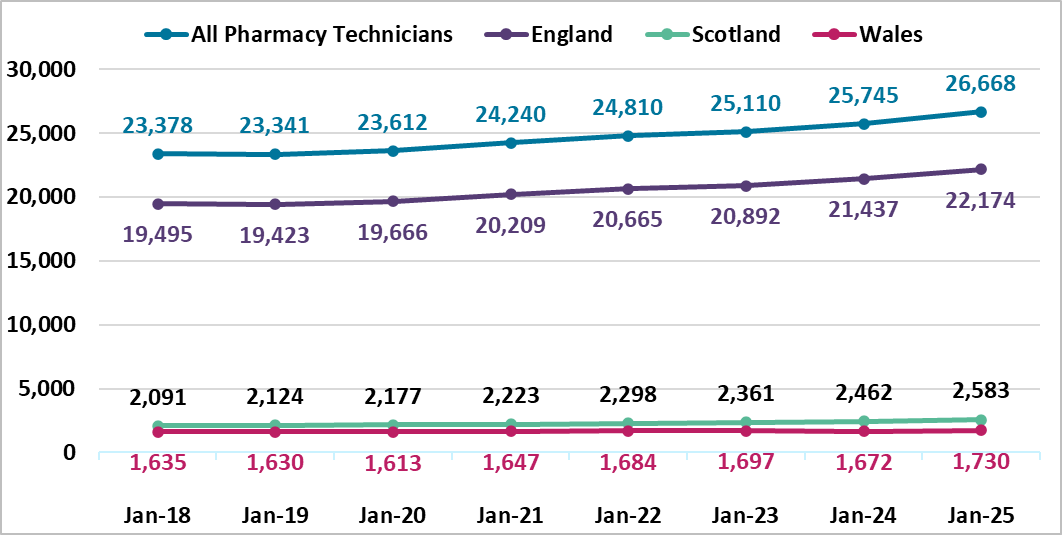 All Pharmacy Technicians England Scotland Wales
30,000
26,668
25,745
25,110
24,810
24,240
23,378 23,341 23,612
25,000
20,000
19,495 19,423 19,666 20,209 20,665 20,892 21,437 22,174
15,000
10,000
5,000
2,091 2,124 2,177 2,223 2,298 2,361 2,462 2,583
0
1,635 1,630 1,613 1,647 1,684 1,697 1,672 1,730
Jan-18 Jan-19 Jan-20 Jan-21 Jan-22 Jan-23 Jan-24 Jan-25